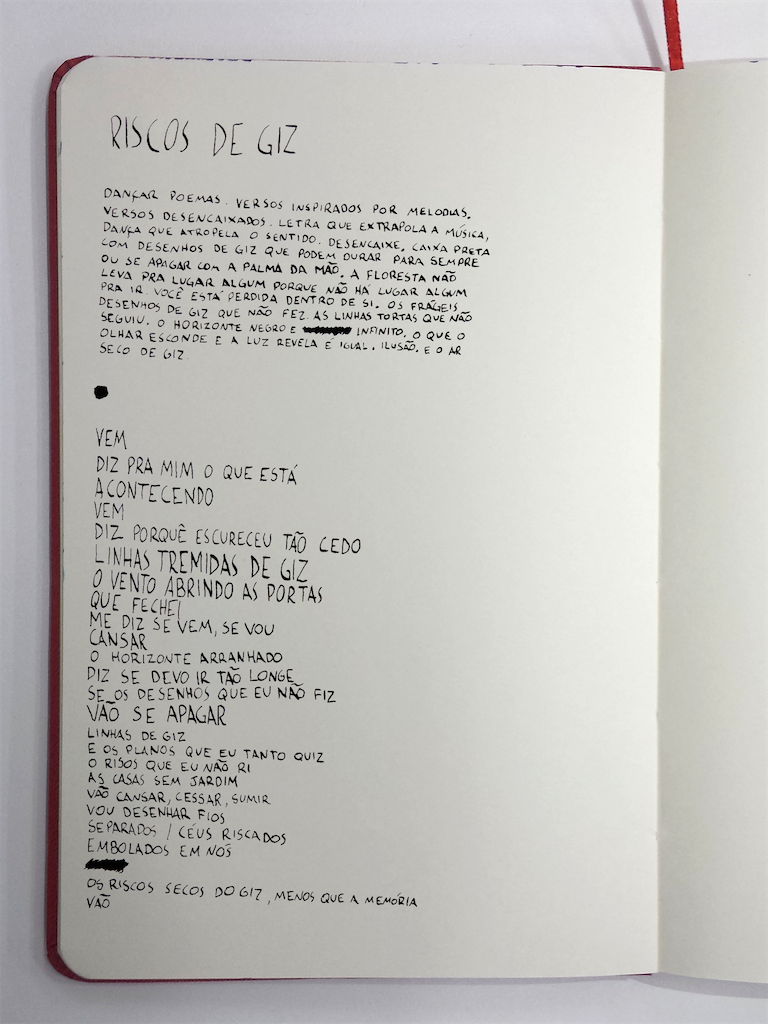 RISCOS DE GIZ
DANÇAR POEMAS. VERSOS INSPIRADOS POR MELODIAS.
VERSOS DESENCAIXADOS. LETRA QUE EXTRAPOLA A MÚSICA,
DANÇA QUE ATROPELA O SENTIDO. DESENCAIXE. CAIXA PRETA
COM DESENHOS DE GIZ QUE PODEM DURAR PARA SEMPRE
OU SE APAGAR COM A PALMA DA MÃO. A FLORESTA NÃO
LEVA PRA LUGAR ALGUM PORQUE NÃO HÁ LUGAR ALGUM
PRA IR. VOCÊ ESTÁ PERDIDA DENTRO DE SI. OS FRÁGEIS
DESENHOS DE GIZ QUE NÃO FEZ. AS LINHAS TORTAS QUE NÃO
SEGUIU. O HORIZONTE NEGRO E INFINITO. O QUE O
OLHAR ESCONDE E A LUZ REVELA É IGUAL. ILUSÃO. E O AR
SECO DE GIZ.
VEM
DIZ PRA MIM O QUE ESTÁ
ACONTECENDO
VEM
DIZ PORQUÊ ESCURECEU TÃO CEDO
LINHAS TREMIDAS DE GIZ
O VENTO ABRINDO AS PORTAS
QUE FECHEI
ME DIZ SE VEM, SE VOU
CANSAR
O HORIZONTE ARRANHADO
DIZ SE DEVO IR TÃO LONGE
SE OS DESENHOS QUE EU NÃO FIZ
VÃO SE APAGAR
LINHAS DE GIZ
E OS PLANOS QUE EU TANTO QUIZ
O RISOS QUE EU NÃO RI
AS CASAS SEM JARDIM
VÃO CANSAR, CESSAR, SUMIR
VOU DESENHAR FIOS
SEPARADOS / CÉUS RISCADOS
EMBOLADOS EM NÓS
OS RISCOS SECOS DO GIZ, MENOS QUE A MEMÓRIA
VÃO